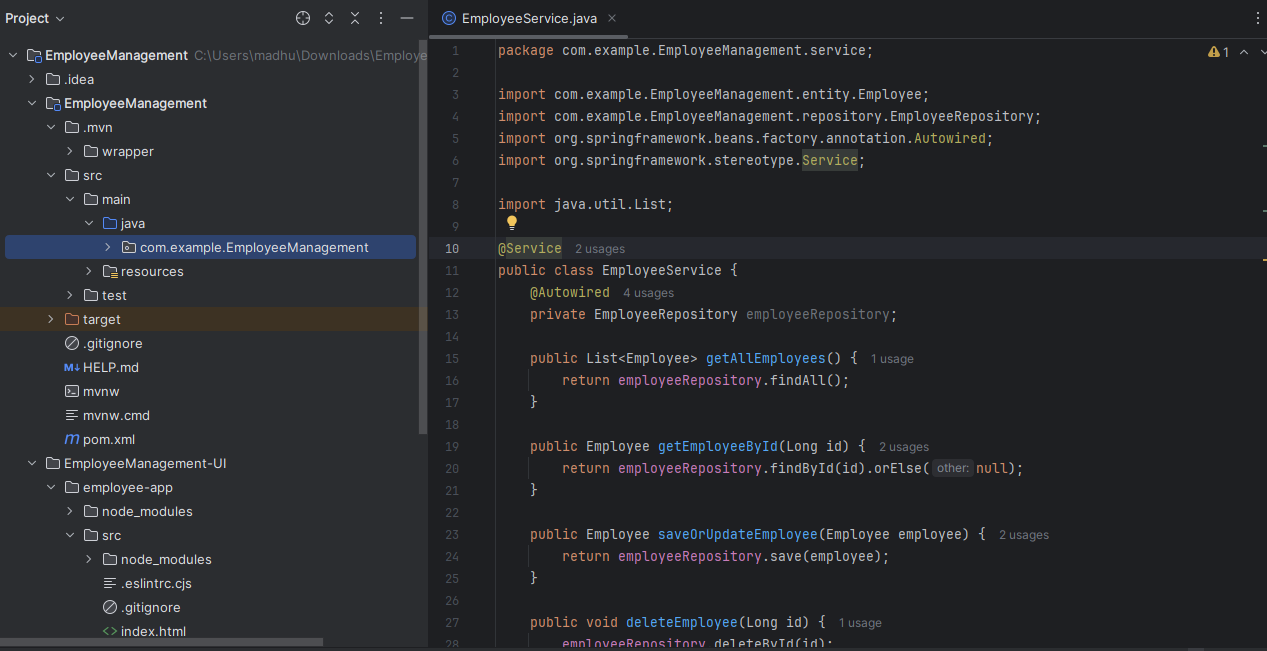 Project
EmployeeManagement C:\Users\madhu\Downloads\Employe
.idea
EmployeeManagement
.mvn
wrapper
src
main
java
com.example.EmployeeManagement
resources
test
target
.gitignore
HELP.md
mvnw
mvnw.cmd
pom.xml
EmployeeManagement-UI
employee-app
node_modules
src
node_modules
.eslintrc.cjs
.gitignore
index.html
EmployeeService.java
1
1 package com.example.EmployeeManagement.service;
2
3 import com.example.EmployeeManagement.entity.Employee;
4 import com.example.EmployeeManagement.repository.EmployeeRepository;
5 import org.springframework.beans.factory.annotation.Autowired;
6 import org.springframework.stereotype.Service;
7
8 import java.util.List;
9
10 @Service 2 usages
11 public class EmployeeService {
12 @Autowired 4 usages
13 private EmployeeRepository employeeRepository;
14
15 public List<Employee> getAllEmployees() { 1 usage
16 return employeeRepository.findAll();
17 }
18
19 public Employee getEmployeeById(Long id) { 2 usages
20 return employeeRepository.findById(id).orElse( other: null);
21 }
22
23 public Employee saveOrUpdateEmployee(Employee employee) { 2 usages
24 return employeeRepository.save(employee);
25 }
26
27 public void deleteEmployee(Long id) { 1 usage
28 employeeRepository.deleteById(id);